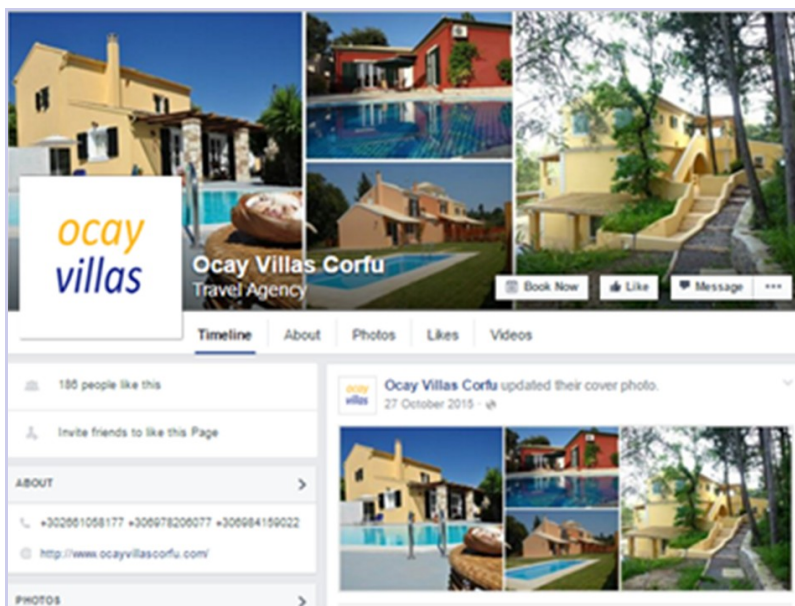 ocay
villas
Ocay Villas Corfu
Travel Agency
Book Now
Like
Message
Timeline
About
Photos
Likes
Videos
186 people like this
Invite friends to like this Page
ABOUT
+302661058177 +306978206077 +306984159022
http://www.ocayvillascorfu.com/
PHOTOS
ocay
villas
Ocay Villas Corfu updated their cover photo.
27 October 2015